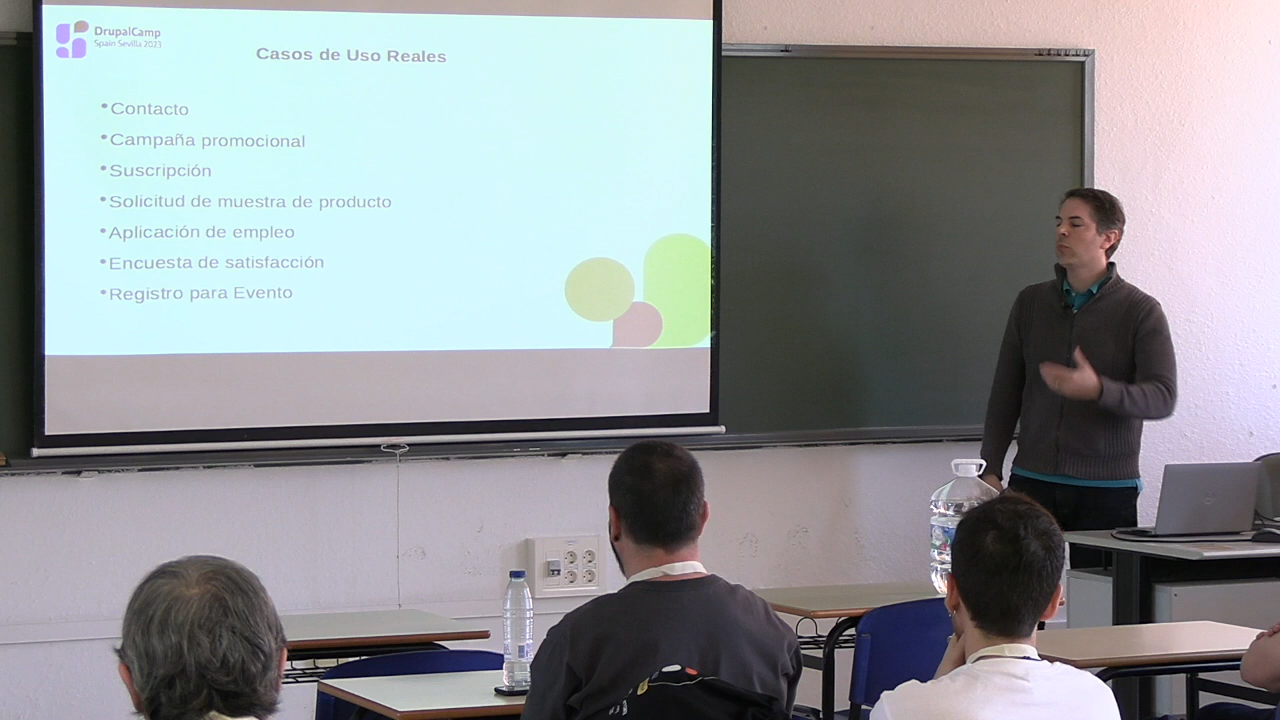 DrupalCamp
Spain Sevilla 2023
Casos de Uso Reales
•Contacto
•Campaña promocional
•Suscripción
•Solicitud de muestra de producto
•Aplicación de empleo
•Encuesta de satisfacción
•Registro para Evento